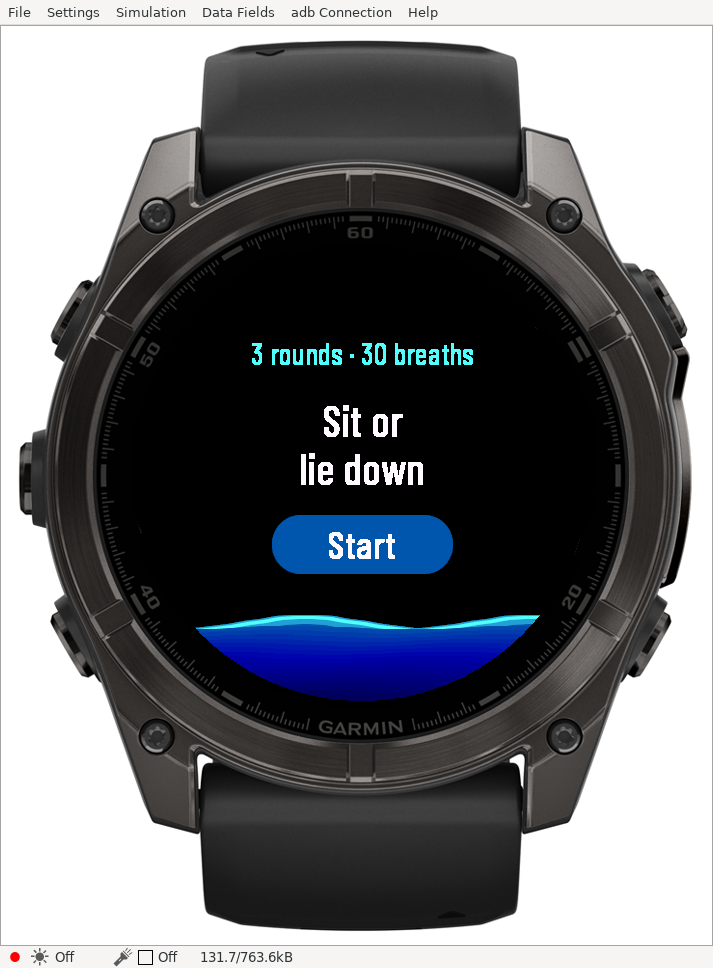 File Settings Simulation Data Fields adb Connection Help
60
50
3 rounds · 30 breaths
Sit or
lie down
Start
40
20
GARMIN
Off Off 131.7/763.6kB